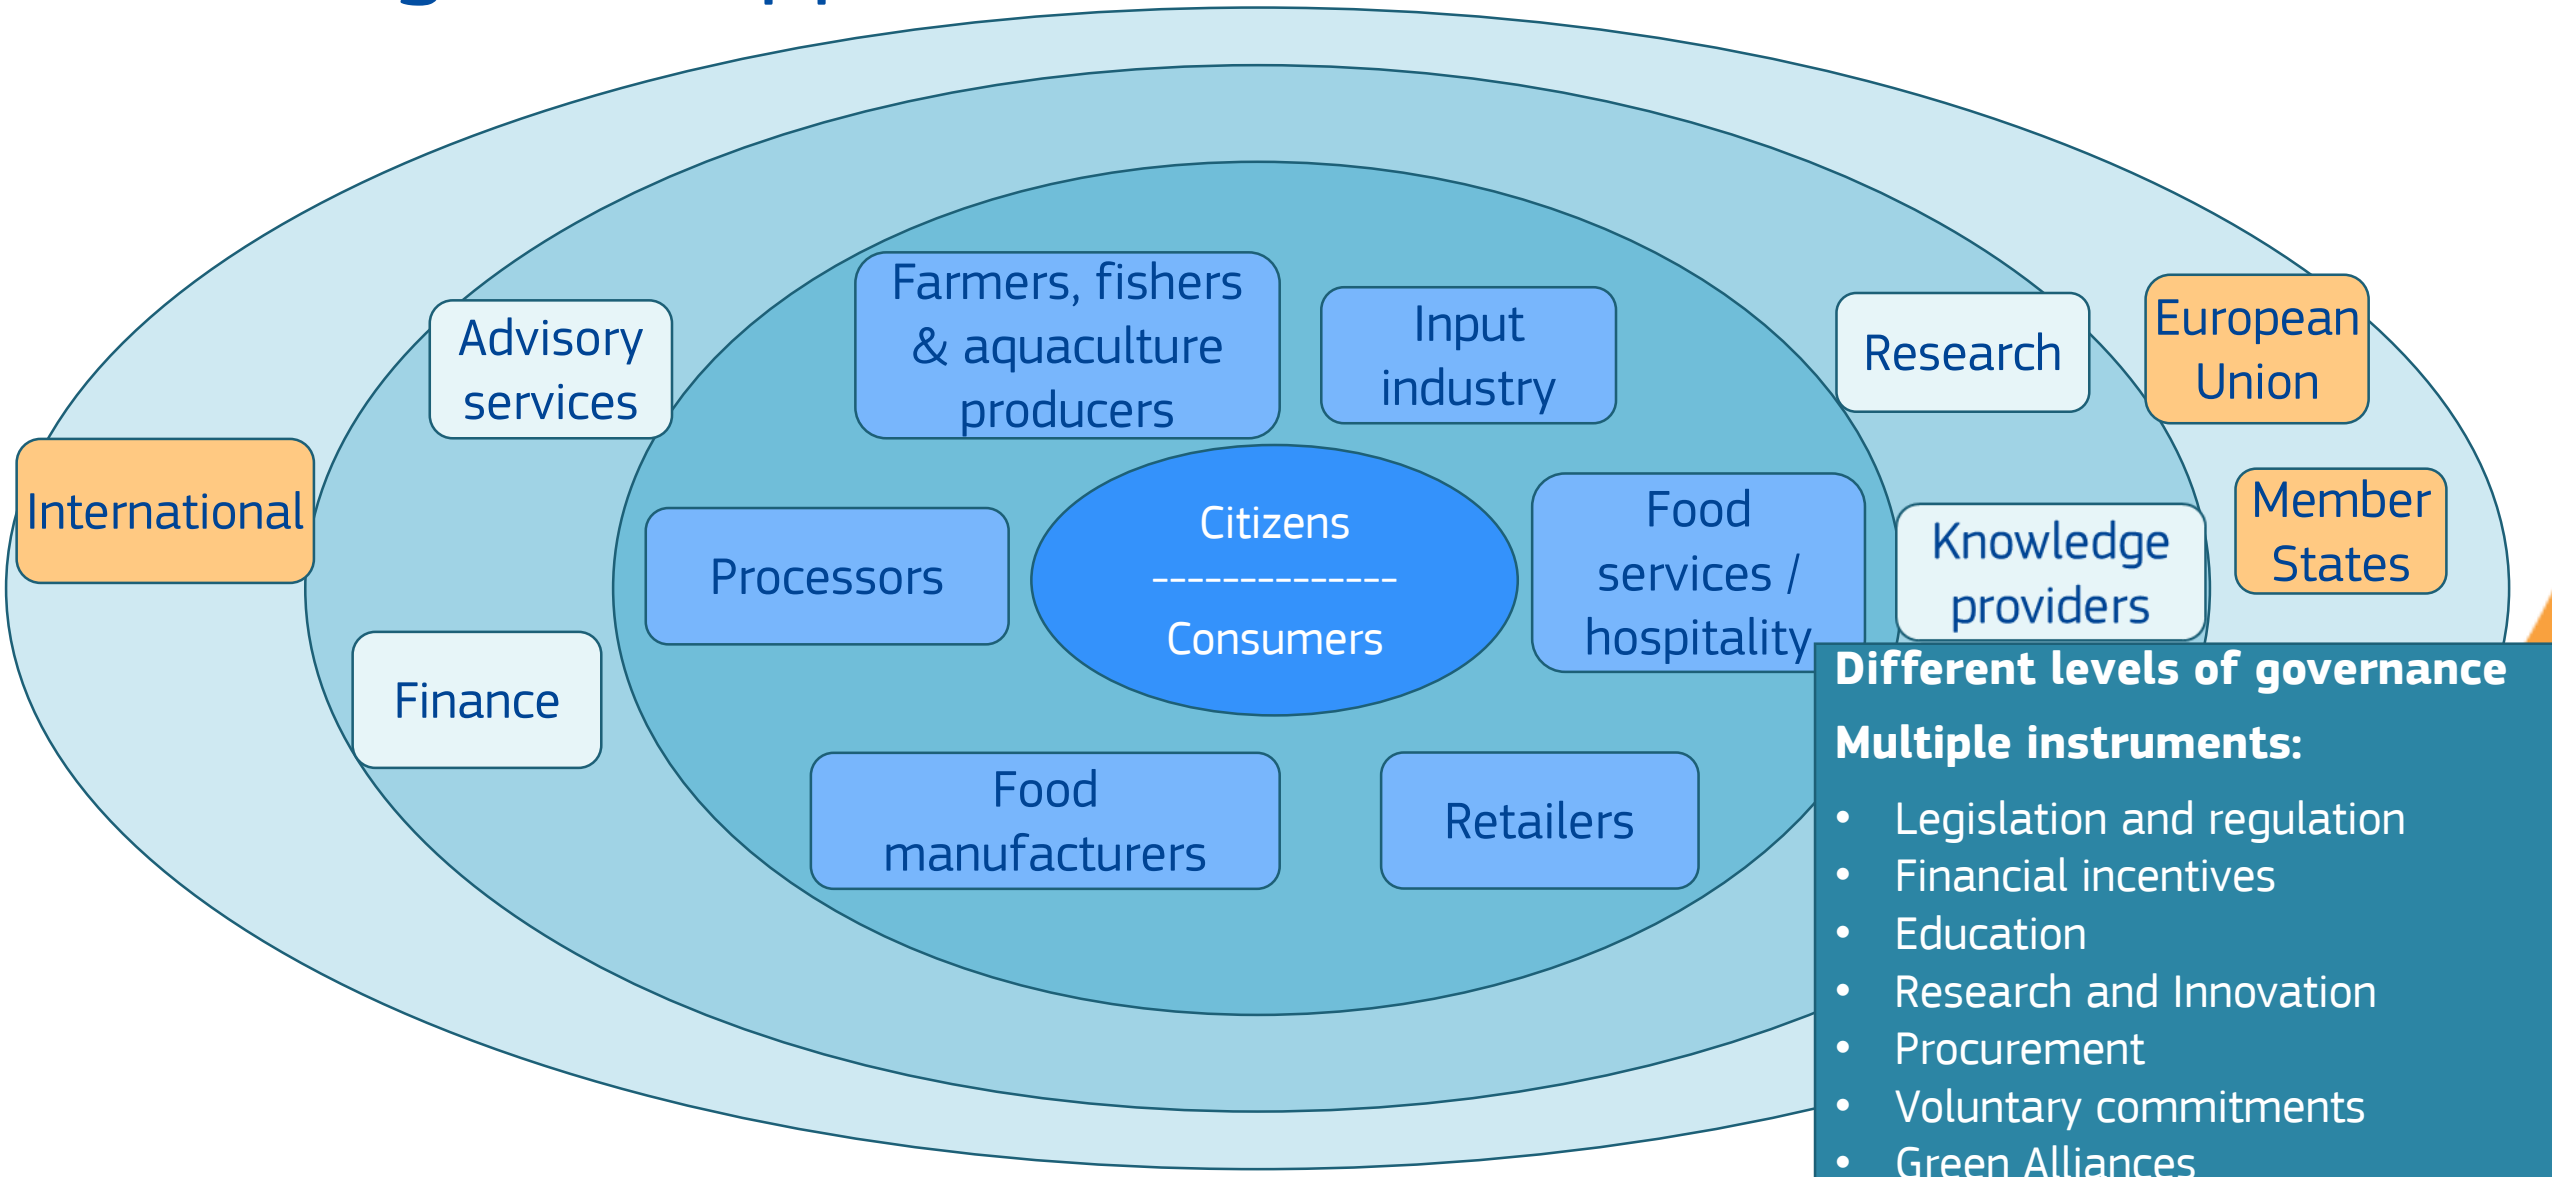 Farmers, fishers
& aquaculture
producers
Input
industry
Advisory
services
Research
European
Union
International
Member
States
Processors
Citizens
--------------
Consumers
Food
services /
hospitality
Knowledge
providers
Finance
Food
manufacturers
Retailers
Different levels of governance
Multiple instruments:
• Legislation and regulation
• Financial incentives
• Education
• Research and Innovation
• Procurement
• Voluntary commitments
• Green Alliances